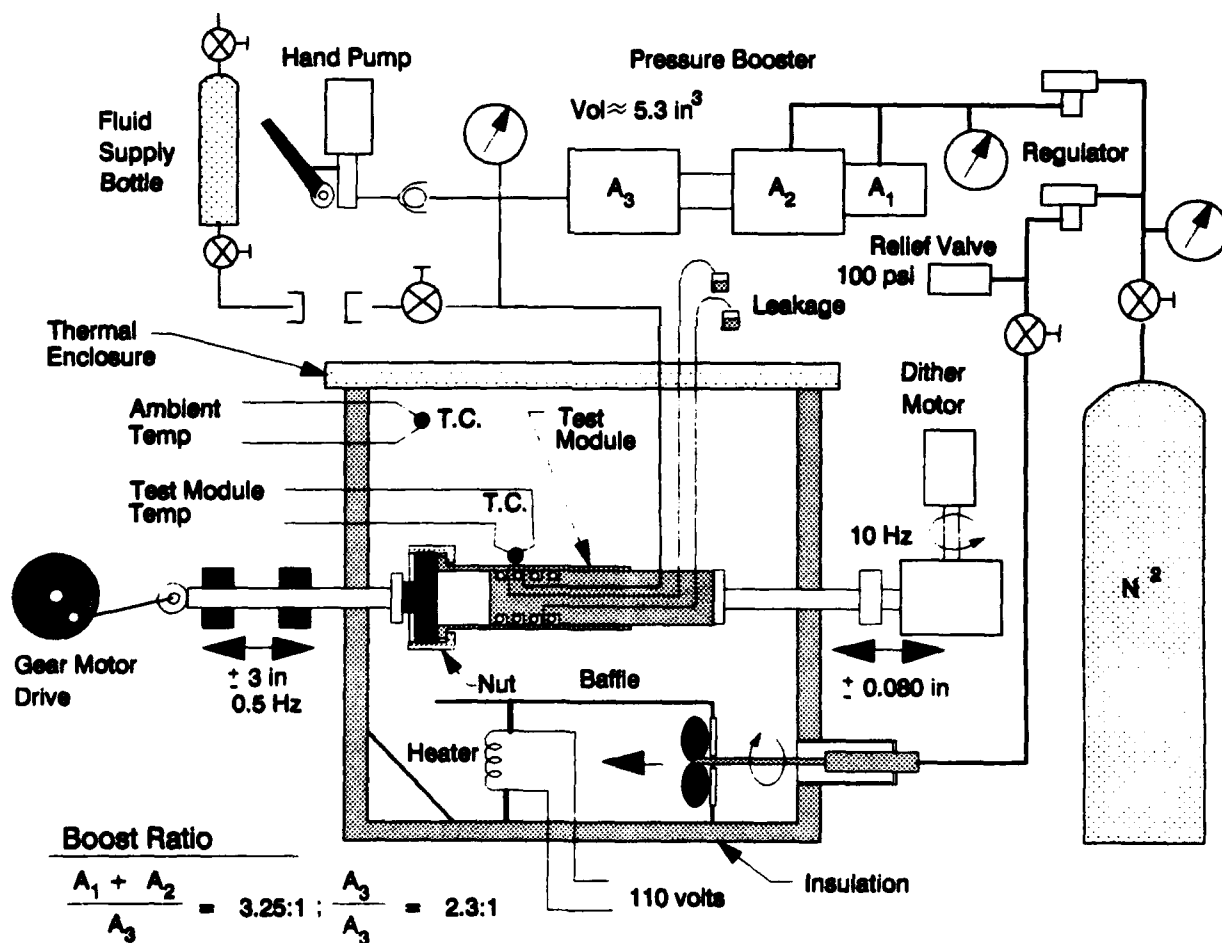 Hand Pump
Pressure Booster
Vol ≈ 5.3 in³
Fluid
Supply
Bottle
A₃
A₂
A₁
Regulator
Relief Valve
100 psi
Leakage
Thermal
Enclosure
Dither
Motor
Ambient
Temp
T.C.
Test
Module
Test Module
Temp
T.C.
10 Hz
N ²
Gear Motor
Drive
± 3 in
0.5 Hz
Nut
Baffle
± 0.080 in
Heater
Boost Ratio
A₁ + A₂ / A₃ = 3.25:1 ; A₃ / A₃ = 2.3:1
110 volts
Insulation